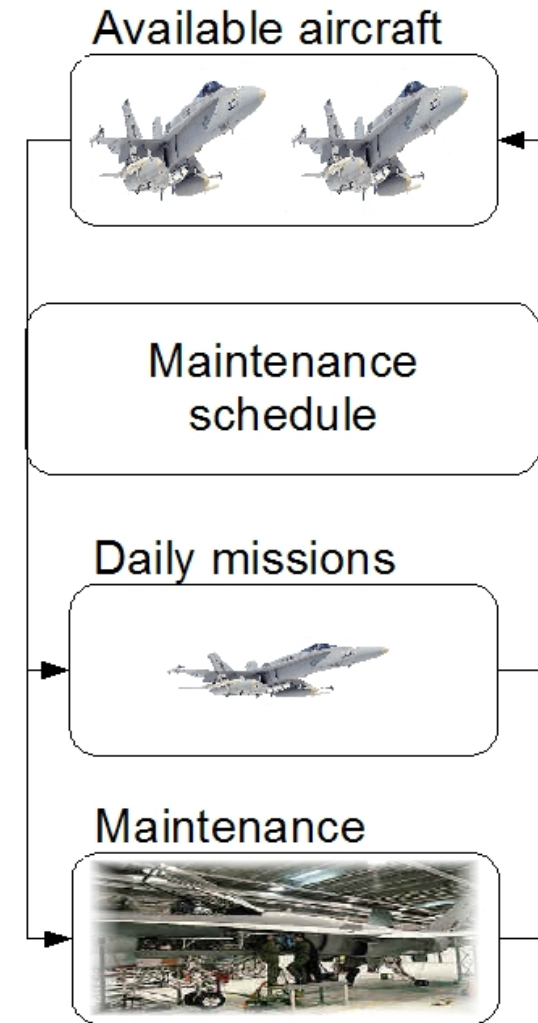 Available aircraft
Maintenance
schedule
Daily missions
Maintenance